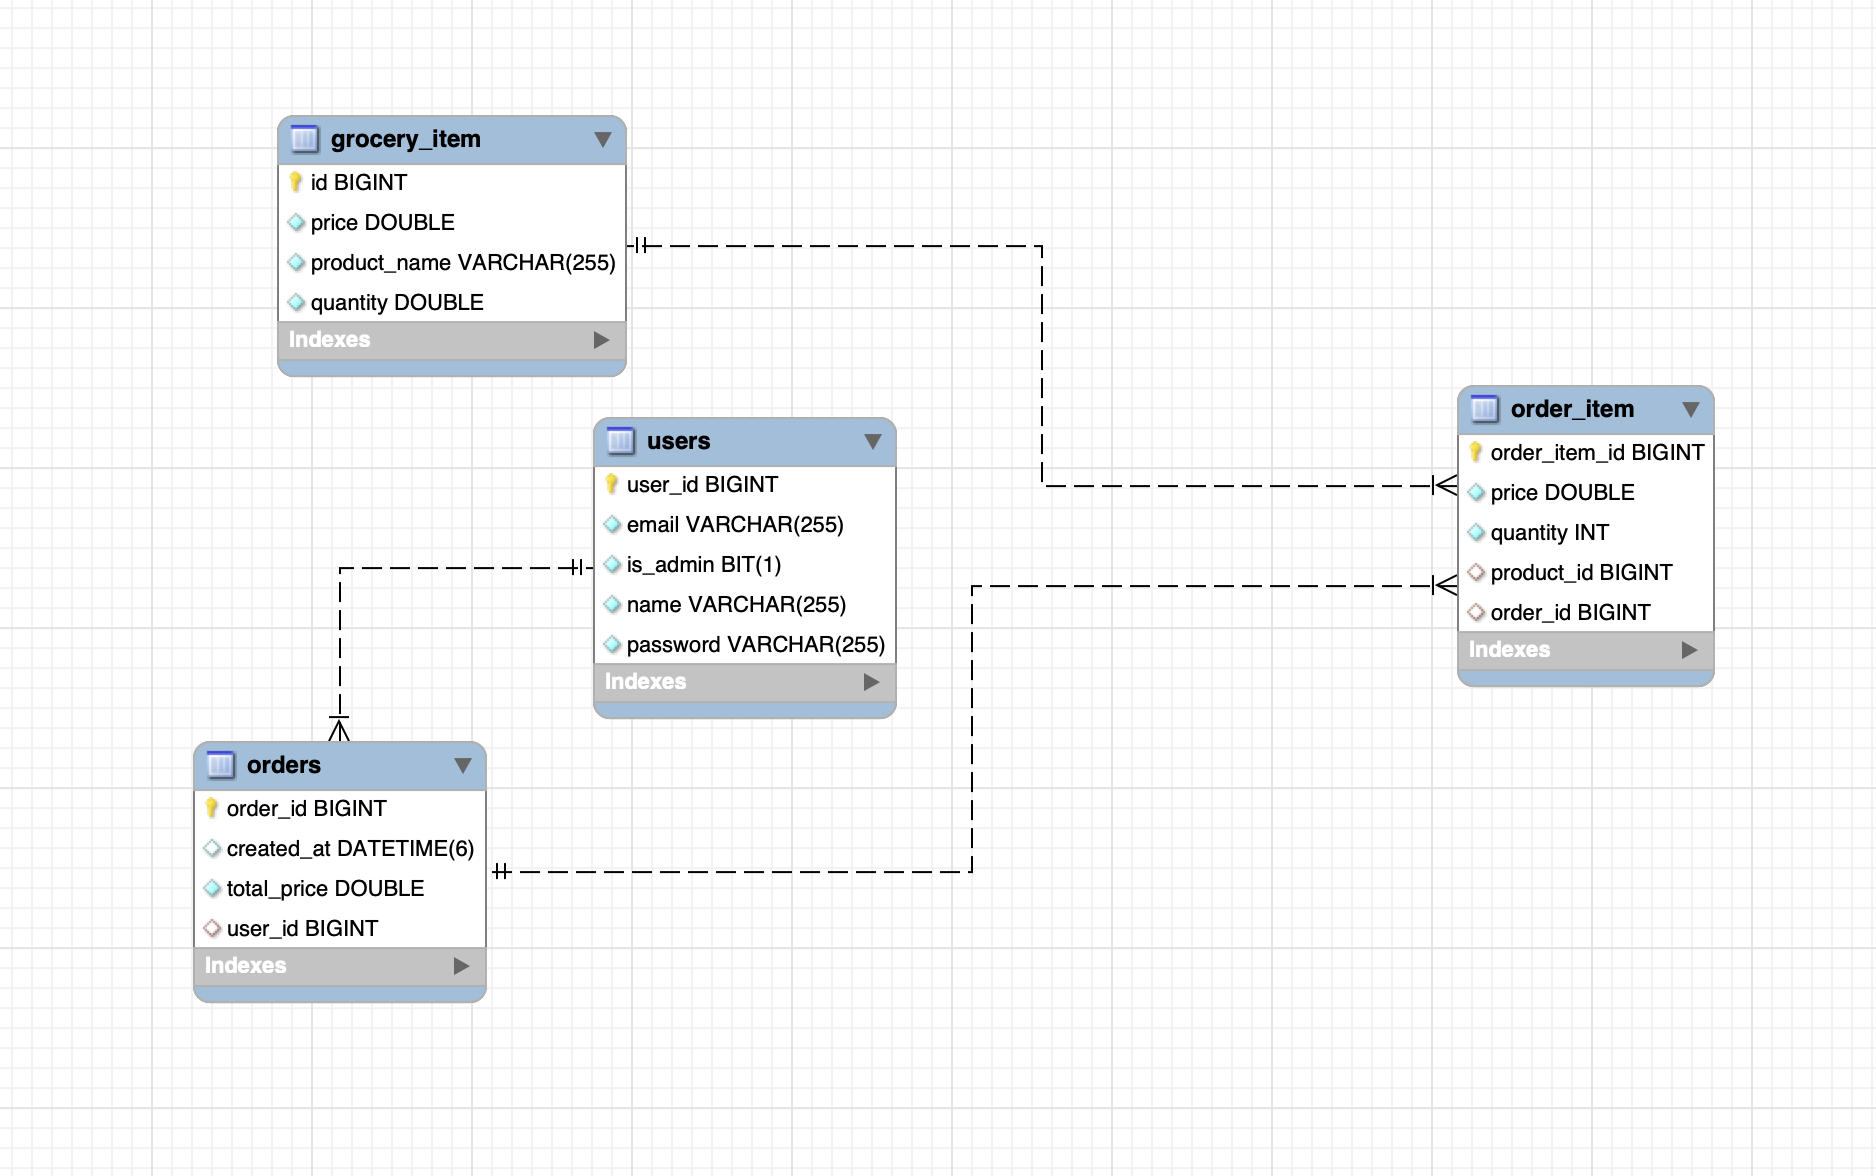 grocery_item
id BIGINT
price DOUBLE
product_name VARCHAR(255)
quantity DOUBLE
Indexes
users
user_id BIGINT
email VARCHAR(255)
is_admin BIT(1)
name VARCHAR(255)
password VARCHAR(255)
Indexes
order_item
order_item_id BIGINT
price DOUBLE
quantity INT
product_id BIGINT
order_id BIGINT
Indexes
orders
order_id BIGINT
created_at DATETIME(6)
total_price DOUBLE
user_id BIGINT
Indexes